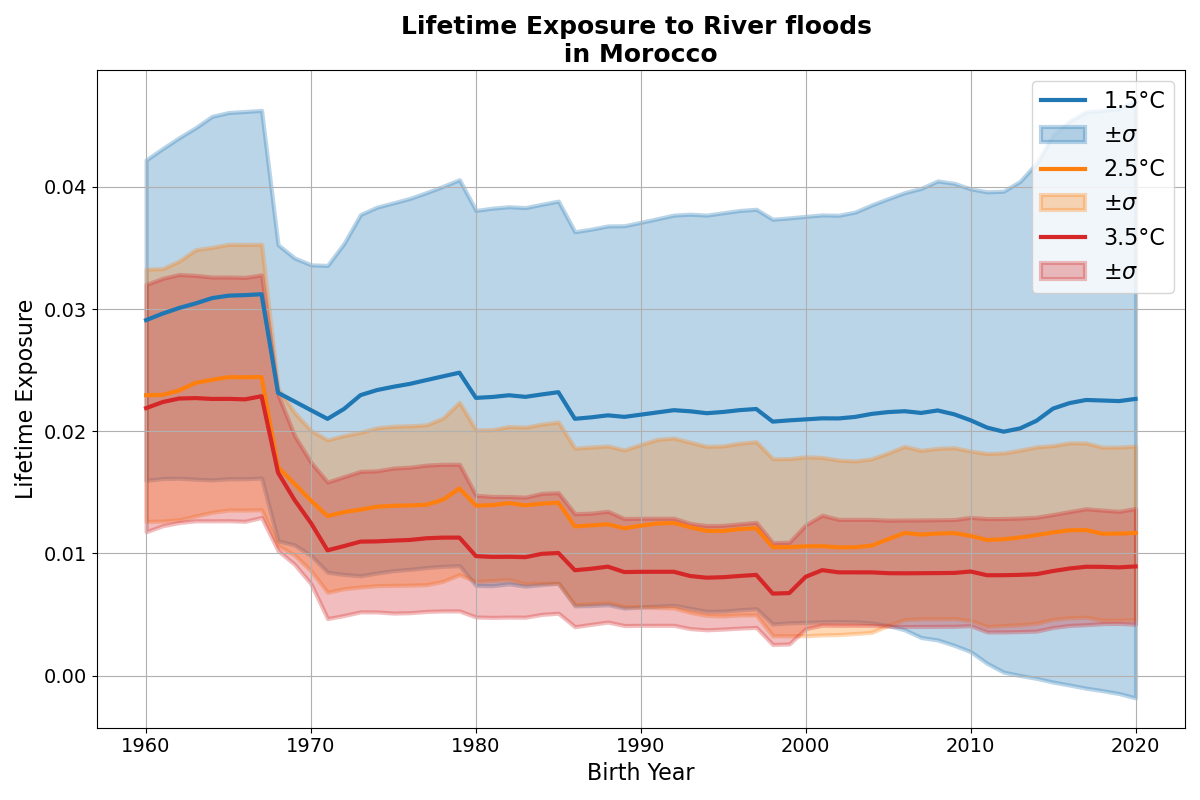 Lifetime Exposure to River floods
in Morocco
1.5°C
±σ
2.5°C
±σ
3.5°C
±σ
Lifetime Exposure
0.04
0.03
0.02
0.01
0.00
1960 1970 1980 1990 2000 2010 2020
Birth Year